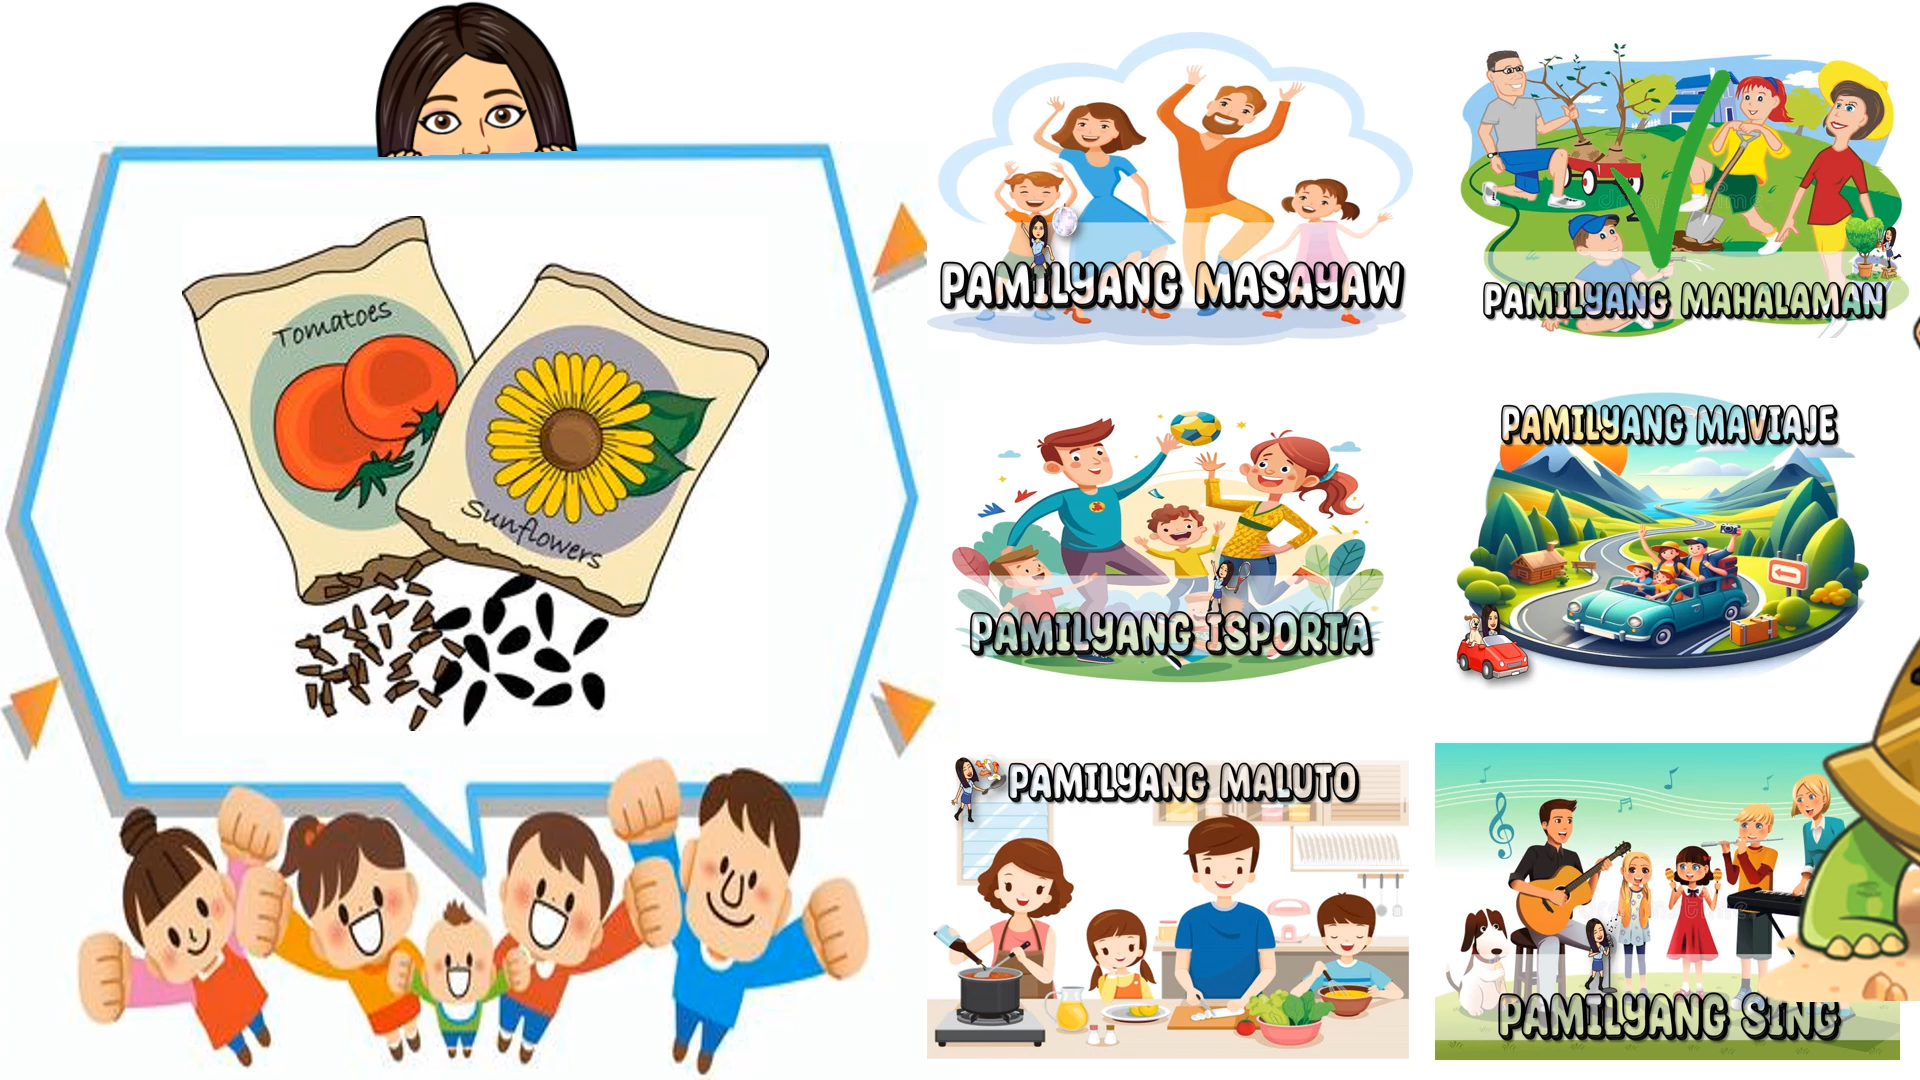 Tomatoes
Sunflowers
PAMILYANG MASAYAW
PAMILYANG MAHALAMAN
PAMILYANG ISPORTA
PAMILYANG MAVIAJE
PAMILYANG MALUTO
PAMILYANG SING